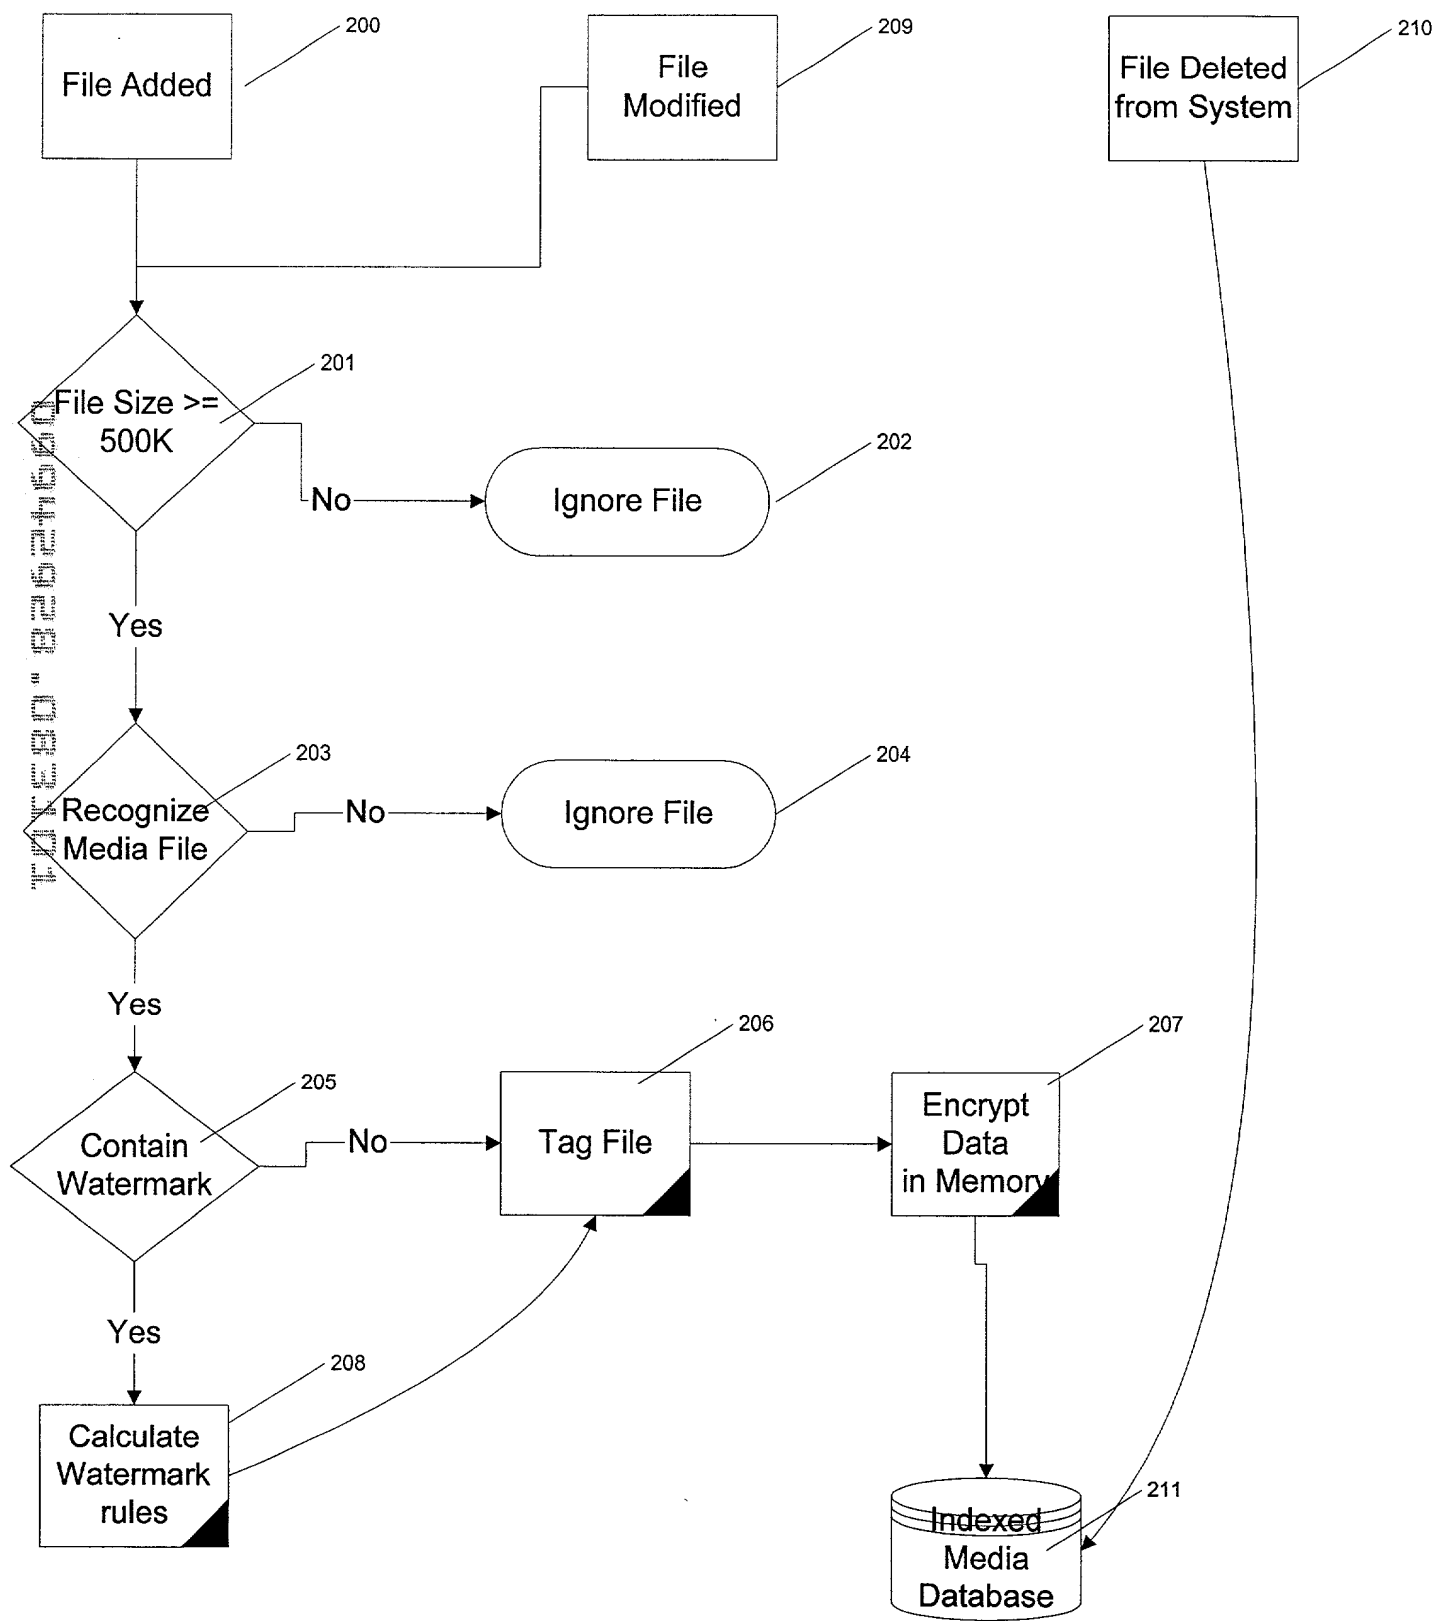 200
209
210
File Added
File
Modified
File Deleted
from System
201
File Size >=
500K
202
No
Ignore File
Yes
203
204
Recognize
Media File
No
Ignore File
Yes
205
206
207
Contain
Watermark
No
Tag File
Encrypt
Data
in Memory
Yes
208
Calculate
Watermark
rules
211
Indexed
Media
Database